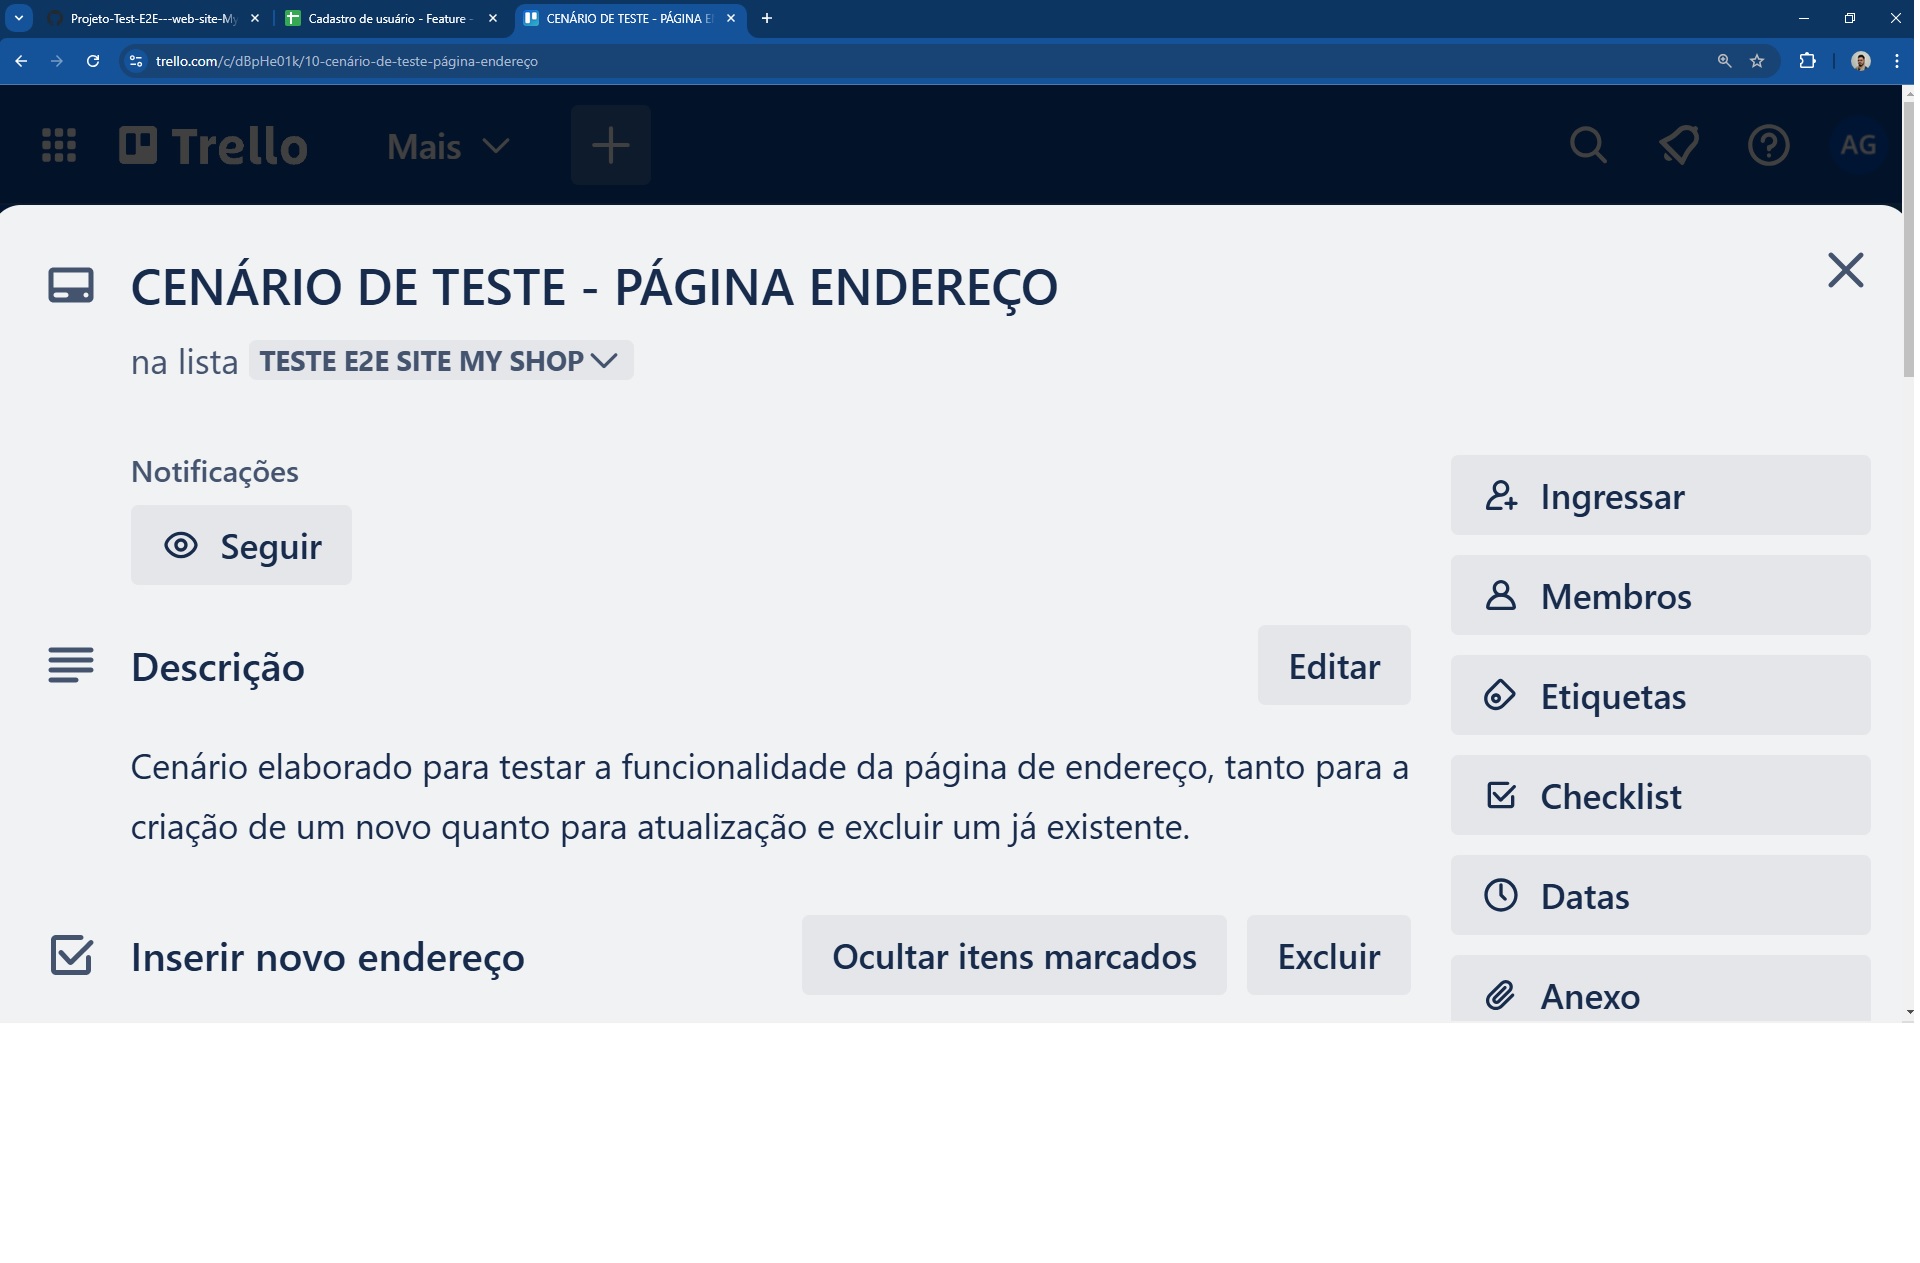 Projeto-Test-E2E---web-site-My
Cadastro de usuário - Feature -
CENÁRIO DE TESTE - PÁGINA E
trello.com/c/dBpHe01k/10-cenário-de-teste-página-endereço
Trello
Mais
AG
CENÁRIO DE TESTE - PÁGINA ENDEREÇO
na lista TESTE E2E SITE MY SHOP
Notificações
Seguir
Ingressar
Membros
Descrição
Editar
Etiquetas
Cenário elaborado para testar a funcionalidade da página de endereço, tanto para a
criação de um novo quanto para atualização e excluir um já existente.
Checklist
Datas
Inserir novo endereço
Ocultar itens marcados
Excluir
Anexo